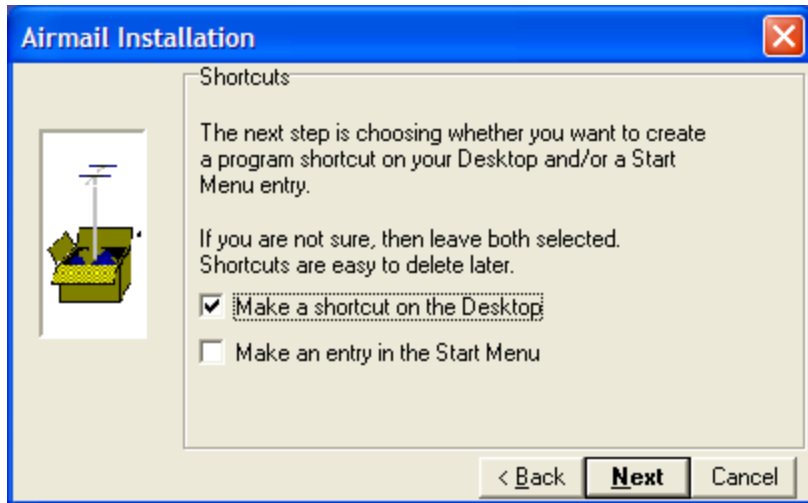 Airmail Installation
Shortcuts
The next step is choosing whether you want to create
a program shortcut on your Desktop and/or a Start
Menu entry.
If you are not sure, then leave both selected.
Shortcuts are easy to delete later.
Make a shortcut on the Desktop
Make an entry in the Start Menu
< Back Next Cancel